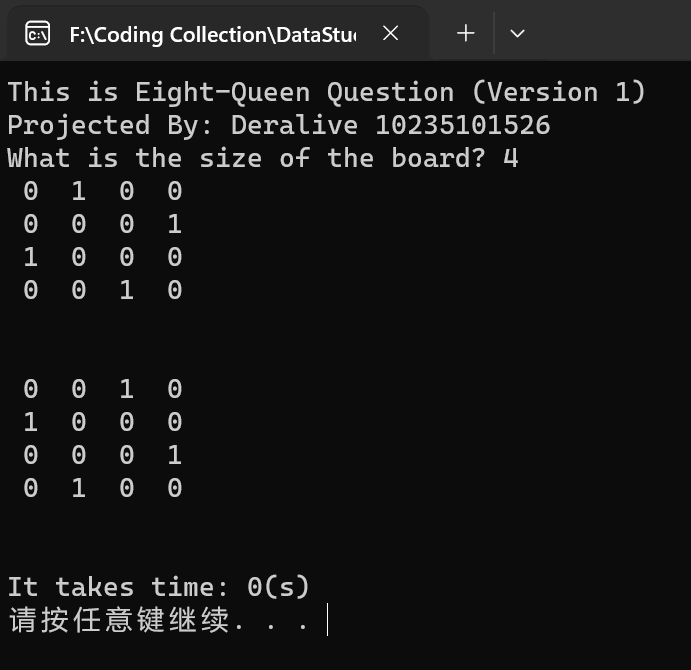 F:\Coding Collection\DataStu
This is Eight-Queen Question (Version 1)
Projected By: Deralive 10235101526
What is the size of the board? 4
0 1 0 0
0 0 0 1
1 0 0 0
0 0 1 0
0 0 1 0
1 0 0 0
0 0 0 1
0 1 0 0
It takes time: 0(s)
请按任意键继续. . .